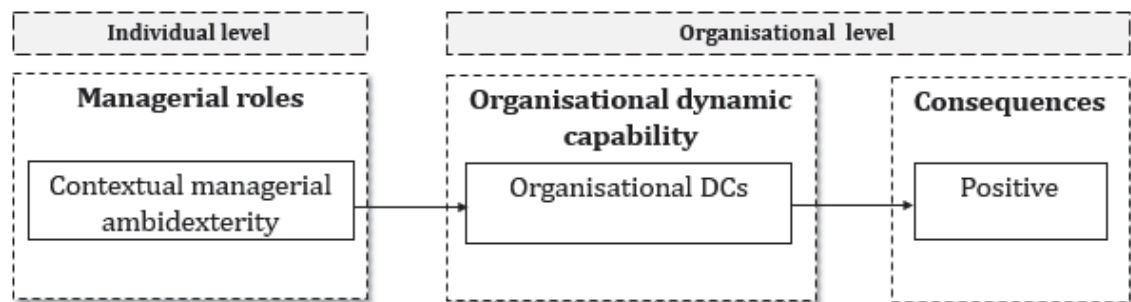 Individual level
Organisational level
Managerial roles
Contextual managerial
ambidexterity
Organisational dynamic
capability
Organisational DCs
Consequences
Positive